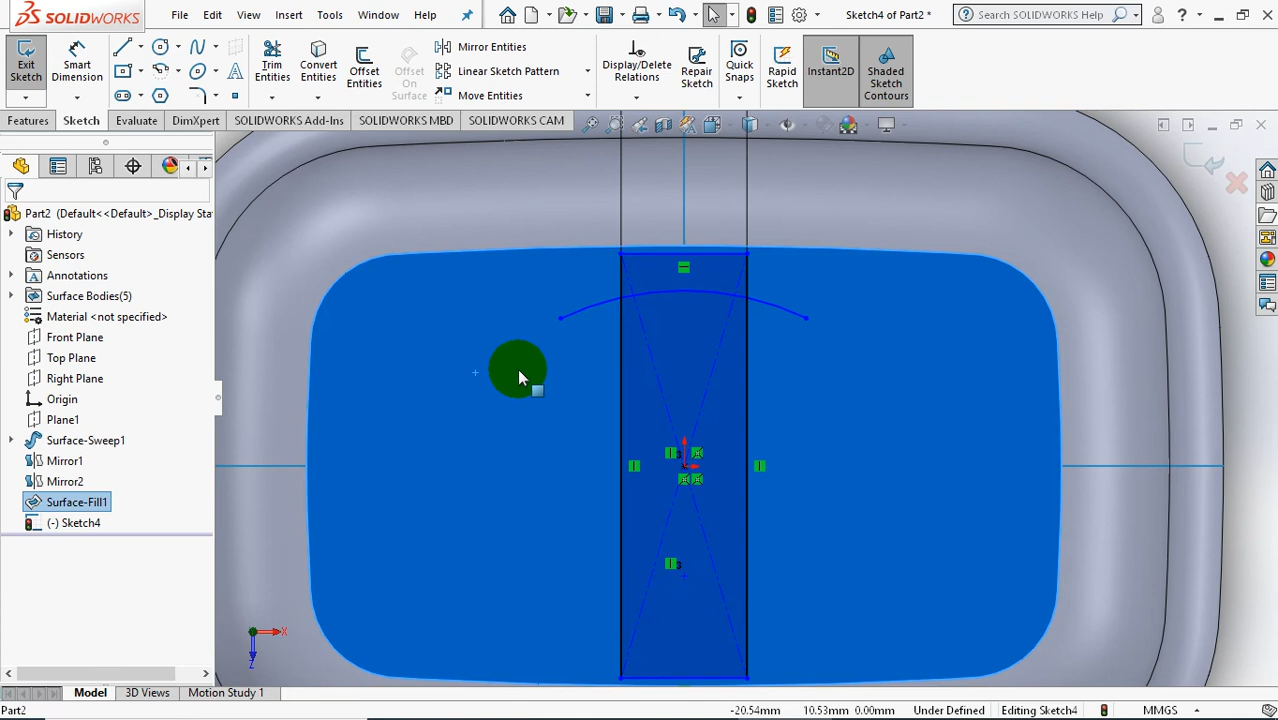 SOLIDWORKS
File
Edit
View
Insert
Tools
Window
Help
Sketch4 of Part2 *
Search SOLIDWORKS Help
Exit
Sketch
Smart
Dimension
Trim
Entities
Convert
Entities
Offset
Entities
Offset
On
Surface
Mirror Entities
Linear Sketch Pattern
Move Entities
Display/Delete
Relations
Repair
Sketch
Quick
Snaps
Rapid
Sketch
Instant2D
Shaded
Sketch
Contours
Features
Sketch
Evaluate
DimXpert
SOLIDWORKS Add-Ins
SOLIDWORKS MBD
SOLIDWORKS CAM
Part2 (Default<<Default>_Display Sta
History
Sensors
Annotations
Surface Bodies(5)
Material <not specified>
Front Plane
Top Plane
Right Plane
Origin
Plane1
Surface-Sweep1
Mirror1
Mirror2
Surface-Fill1
(-) Sketch4
X
Z
Model
3D Views
Motion Study 1
Part2
-20.54mm
10.53mm
0.00mm
Under Defined
Editing Sketch4
MMGS